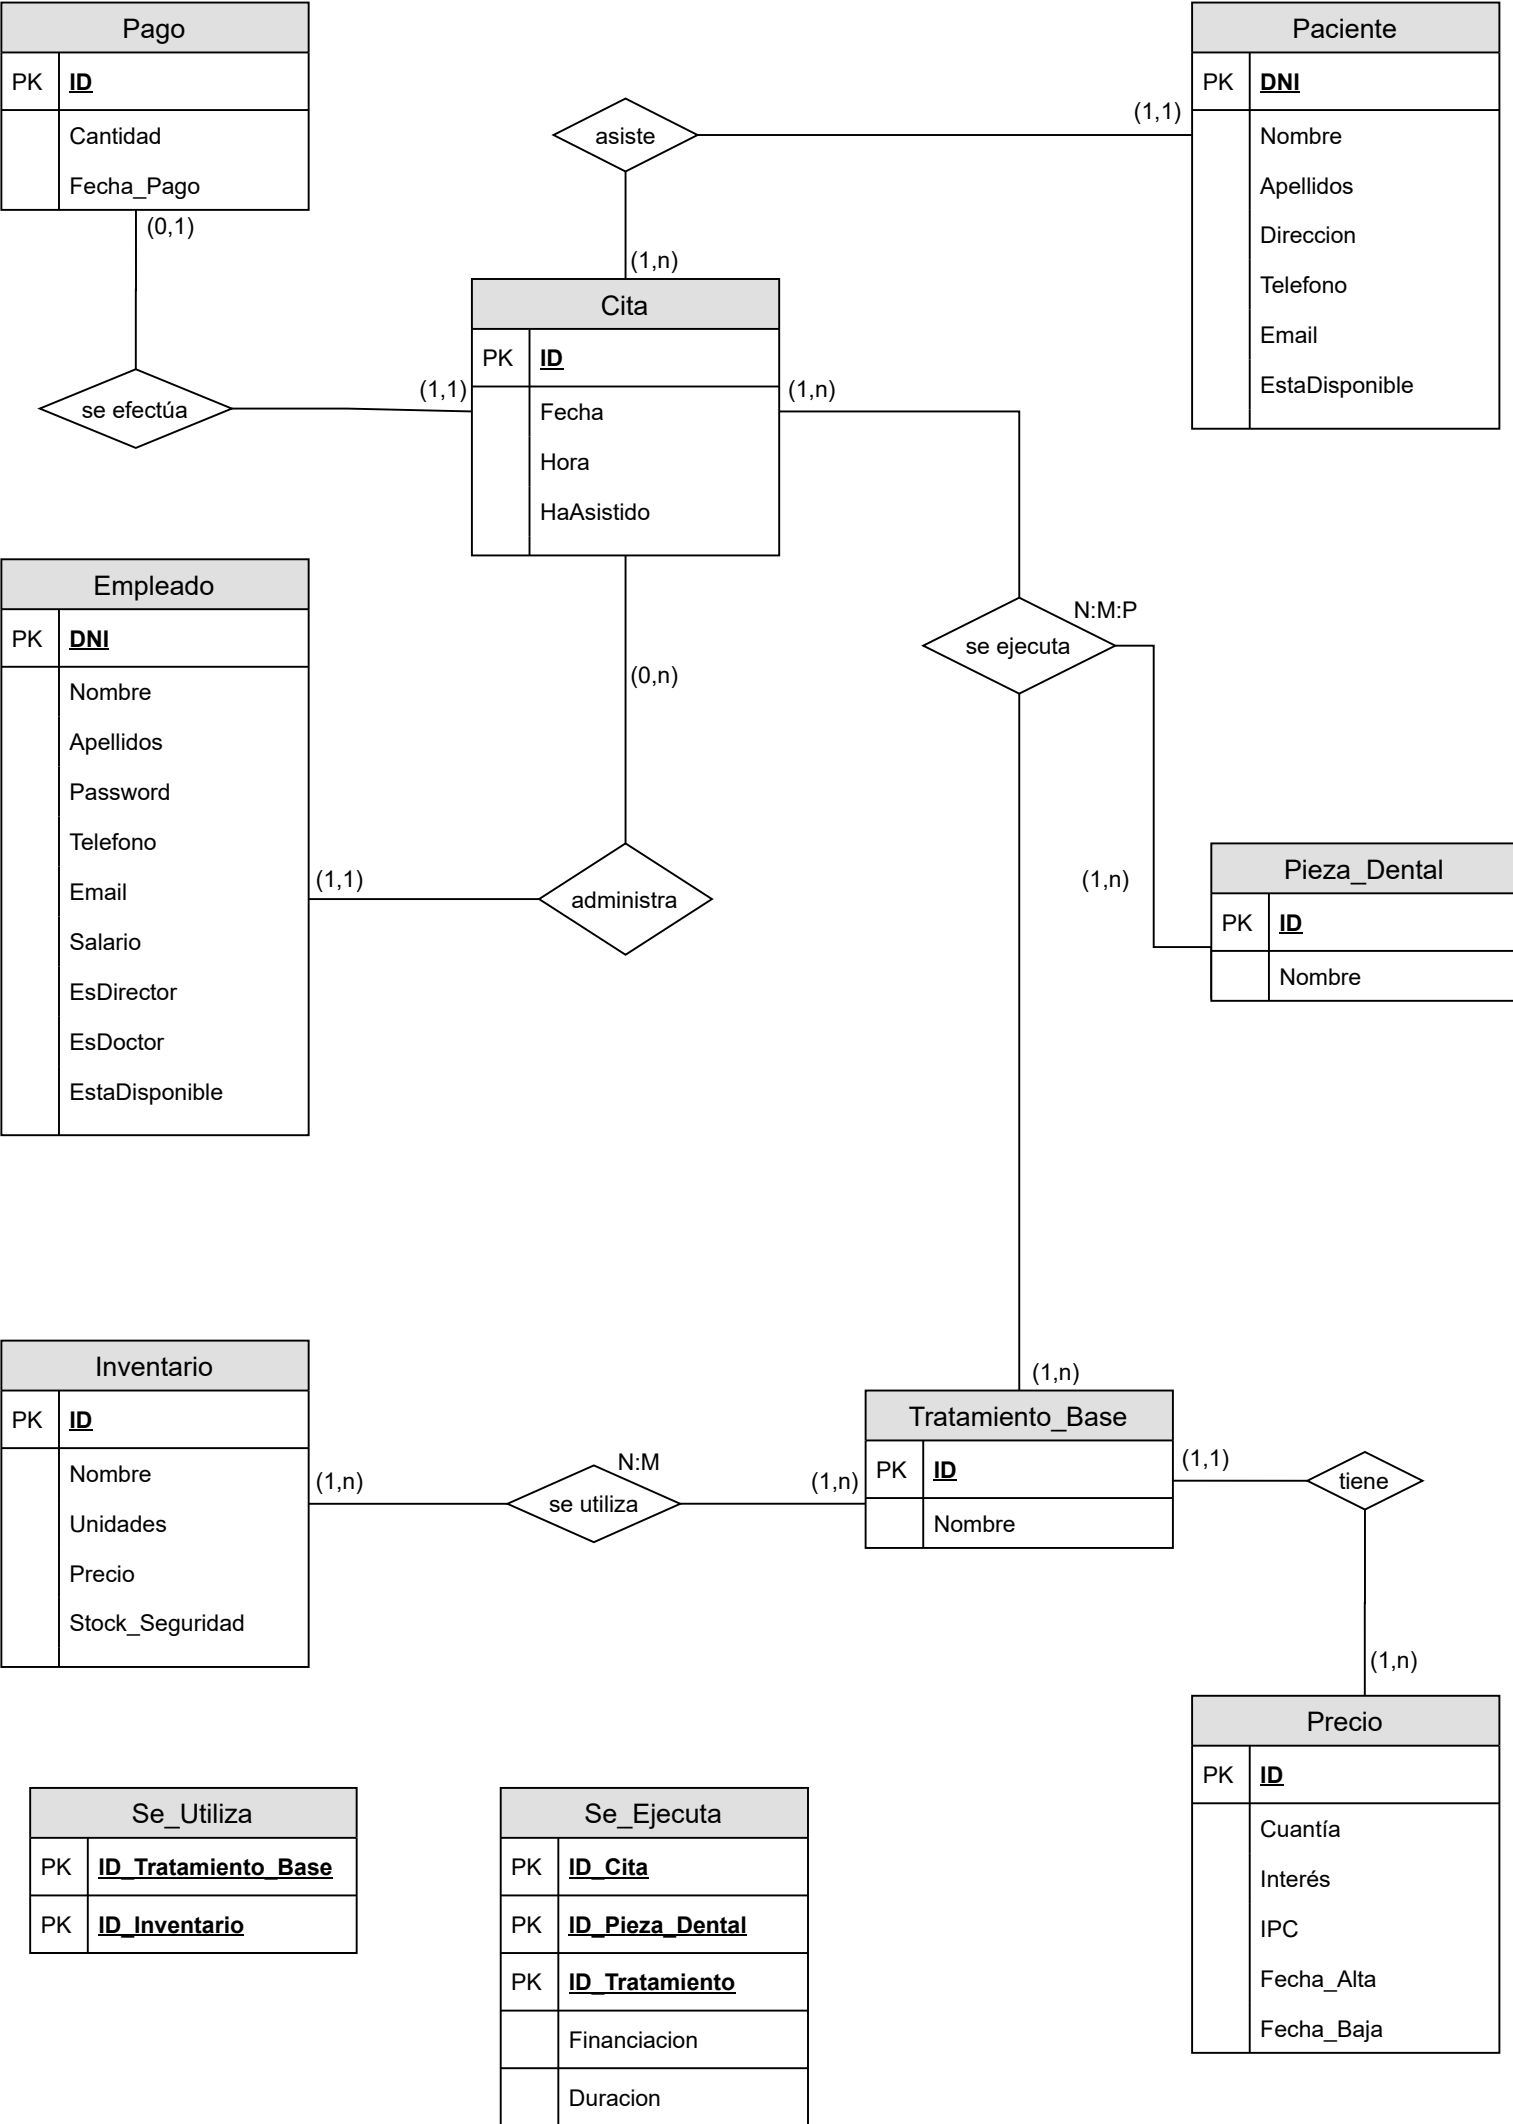 Pago
PK ID
Cantidad
Fecha_Pago
(0,1)
Paciente
PK DNI
Nombre
Apellidos
Direccion
Telefono
Email
EstaDisponible
(1,1)
asiste
(1,n)
Cita
PK ID
Fecha
Hora
HaAsistido
(1,1)
(1,n)
se efectúa
Empleado
PK DNI
Nombre
Apellidos
Password
Telefono
Email
Salario
EsDirector
EsDoctor
EstaDisponible
(0,n)
(1,1)
administra
N:M:P
se ejecuta
(1,n)
Pieza_Dental
PK ID
Nombre
(1,n)
Inventario
PK ID
Nombre
Unidades
Precio
Stock_Seguridad
(1,n)
N:M
se utiliza
(1,n)
Tratamiento_Base
PK ID
Nombre
(1,1)
tiene
(1,n)
Precio
PK ID
Cuantía
Interés
IPC
Fecha_Alta
Fecha_Baja
Se_Utiliza
PK ID_Tratamiento_Base
PK ID_Inventario
Se_Ejecuta
PK ID_Cita
PK ID_Pieza_Dental
PK ID_Tratamiento
Financiacion
Duracion